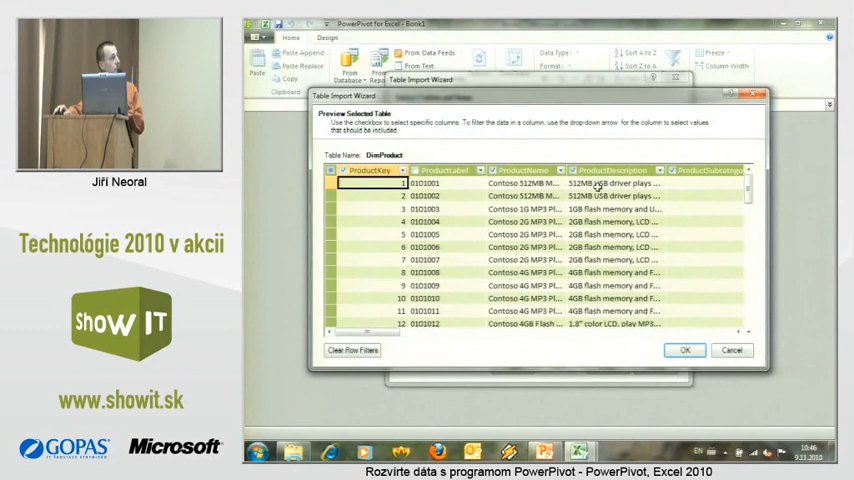 Jiří Neoral
Technológie 2010 v akcii
Show IT
www.showit.sk
GOPAS
Microsoft
PowerPivot for Excel - Book1
Home
Design
Paste
Paste Append
Paste Replace
Copy
Clipboard
From Database
From Data Feeds
From Text
Data Type :
Format :
Sort A to Z
Sort Z to A
Freeze
Column Width
Table Import Wizard
Table Import Wizard
Preview Selected Table
Use the checkbox to select specific columns. To filter the data in a column, use the drop-down arrow for the column to select values
that should be included.
Table Name: DimProduct
ProductKey ProductLabel ProductName ProductDescription ProductSubcatego
1 0101001 Contoso 512MB M... 512MB USB driver plays ...
2 0101002 Contoso 512MB M... 512MB USB driver plays ...
3 0101003 Contoso 1G MP3 Pl... 1GB flash memory and U...
4 0101004 Contoso 2G MP3 Pl... 2GB flash memory, LCD ...
5 0101005 Contoso 2G MP3 Pl... 2GB flash memory, LCD ...
6 0101006 Contoso 2G MP3 Pl... 2GB flash memory, LCD ...
7 0101007 Contoso 2G MP3 Pl... 2GB flash memory, LCD ...
8 0101008 Contoso 4G MP3 Pl... 4GB flash memory and F...
9 0101009 Contoso 4G MP3 Pl... 4GB flash memory and F...
10 0101010 Contoso 4G MP3 Pl... 4GB flash memory and F...
11 0101011 Contoso 4G MP3 Pl... 4GB flash memory and F...
12 0101012 Contoso 4GB Flash ... 1.8" color LCD, play MP3...
Clear Row Filters
OK
Cancel
EN
10:46
9.11.2010
Rozvírte dáta s programom PowerPivot - PowerPivot, Excel 2010